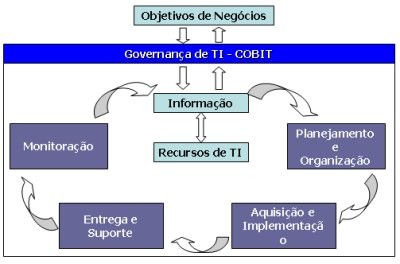 Objetivos de Negócios
Governança de TI - COBIT
Informação
Monitoração
Planejamento
e
Organização
Recursos de TI
Entrega e
Suporte
Aquisição e
Implementaçã
o